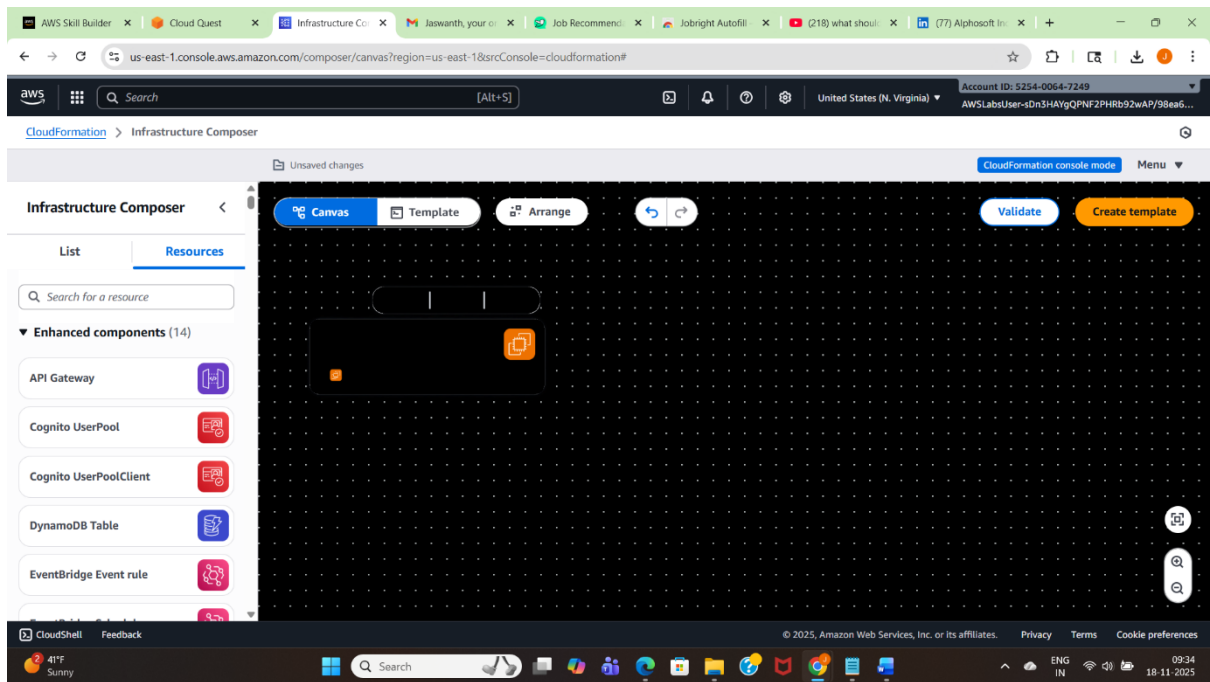 AWS Skill Builder
Cloud Quest
Infrastructure Co
Jaswanth, your or
Job Recommend
Jobright Autofill
(218) what shoul
(77) Alphosoft In
us-east-1.console.aws.amazon.com/composer/canvas?region=us-east-1&srcConsole=cloudformation#
aws
Search
[Alt+S]
United States (N. Virginia)
Account ID: 5254-0064-7249
AWSLabsUser-sDn3HAYgQPNF2PHRb92wAP/98ea6...
CloudFormation > Infrastructure Composer
Unsaved changes
CloudFormation console mode
Menu
Infrastructure Composer
Canvas
Template
Arrange
Validate
Create template
List
Resources
Search for a resource
Enhanced components (14)
API Gateway
Cognito UserPool
Cognito UserPoolClient
DynamoDB Table
EventBridge Event rule
CloudShell
Feedback
© 2025, Amazon Web Services, Inc. or its affiliates.
Privacy
Terms
Cookie preferences
2
41°F
Sunny
Search
ENG
IN
09:34
18-11-2025